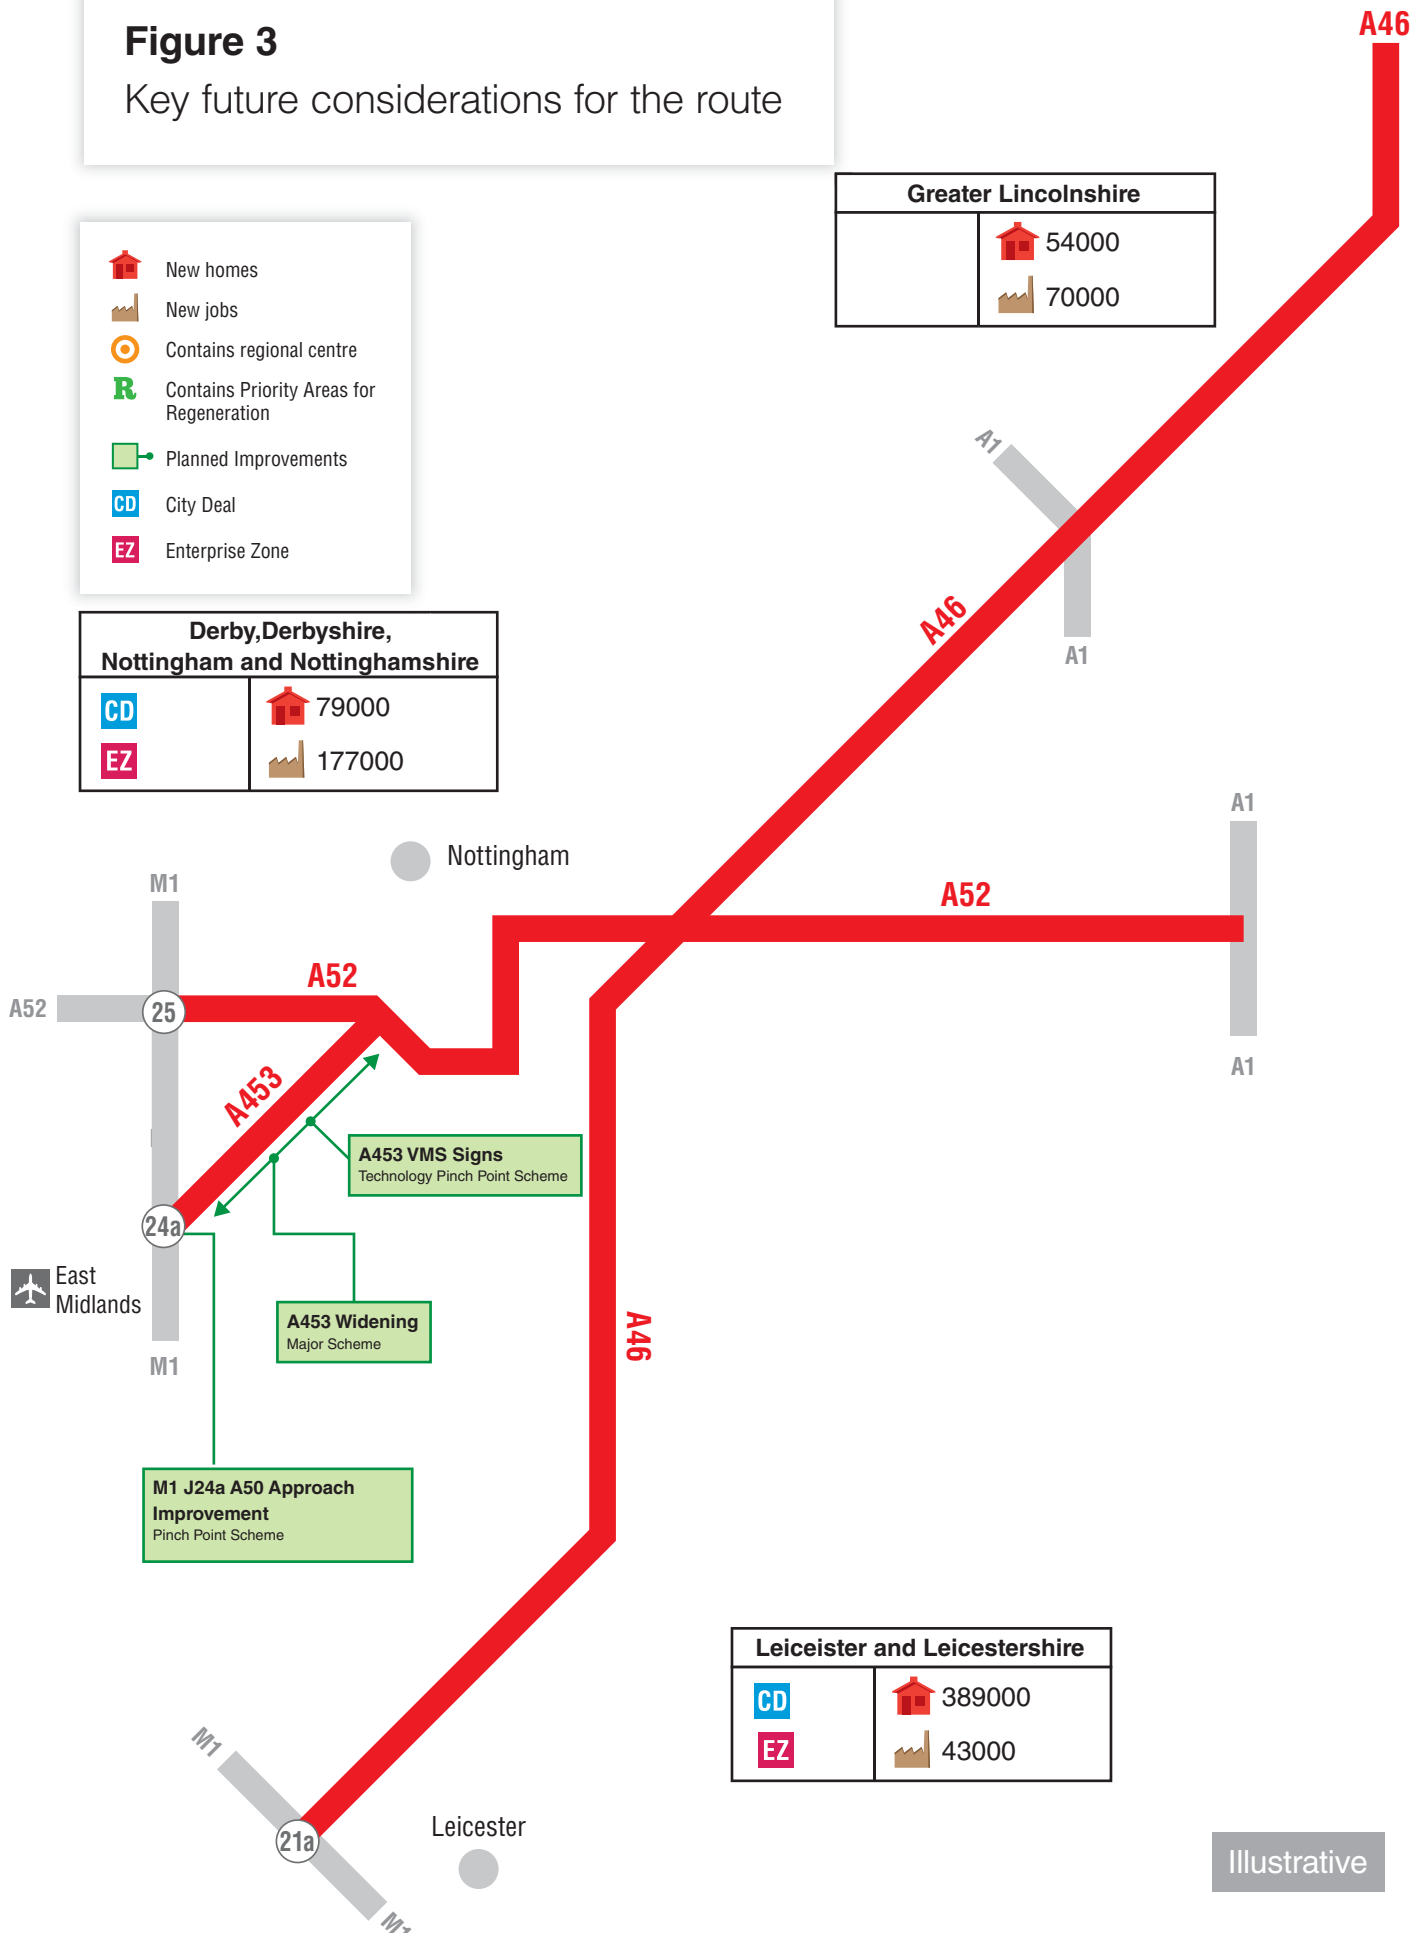 Figure 3
Key future considerations for the route
A46
Greater Lincolnshire
54000
70000
New homes
New jobs
Contains regional centre
R
Contains Priority Areas for
Regeneration
Planned Improvements
CD
City Deal
EZ
Enterprise Zone
A1
A46
A1
Derby,Derbyshire,
Nottingham and Nottinghamshire
CD
79000
EZ
177000
A1
Nottingham
M1
A52
A52
A52
25
A1
A453
A453 VMS Signs
Technology Pinch Point Scheme
24a
East
Midlands
A453 Widening
Major Scheme
A46
M1
M1 J24a A50 Approach
Improvement
Pinch Point Scheme
Leiceister and Leicestershire
CD
389000
EZ
43000
M1
21a
Leicester
Illustrative
M1